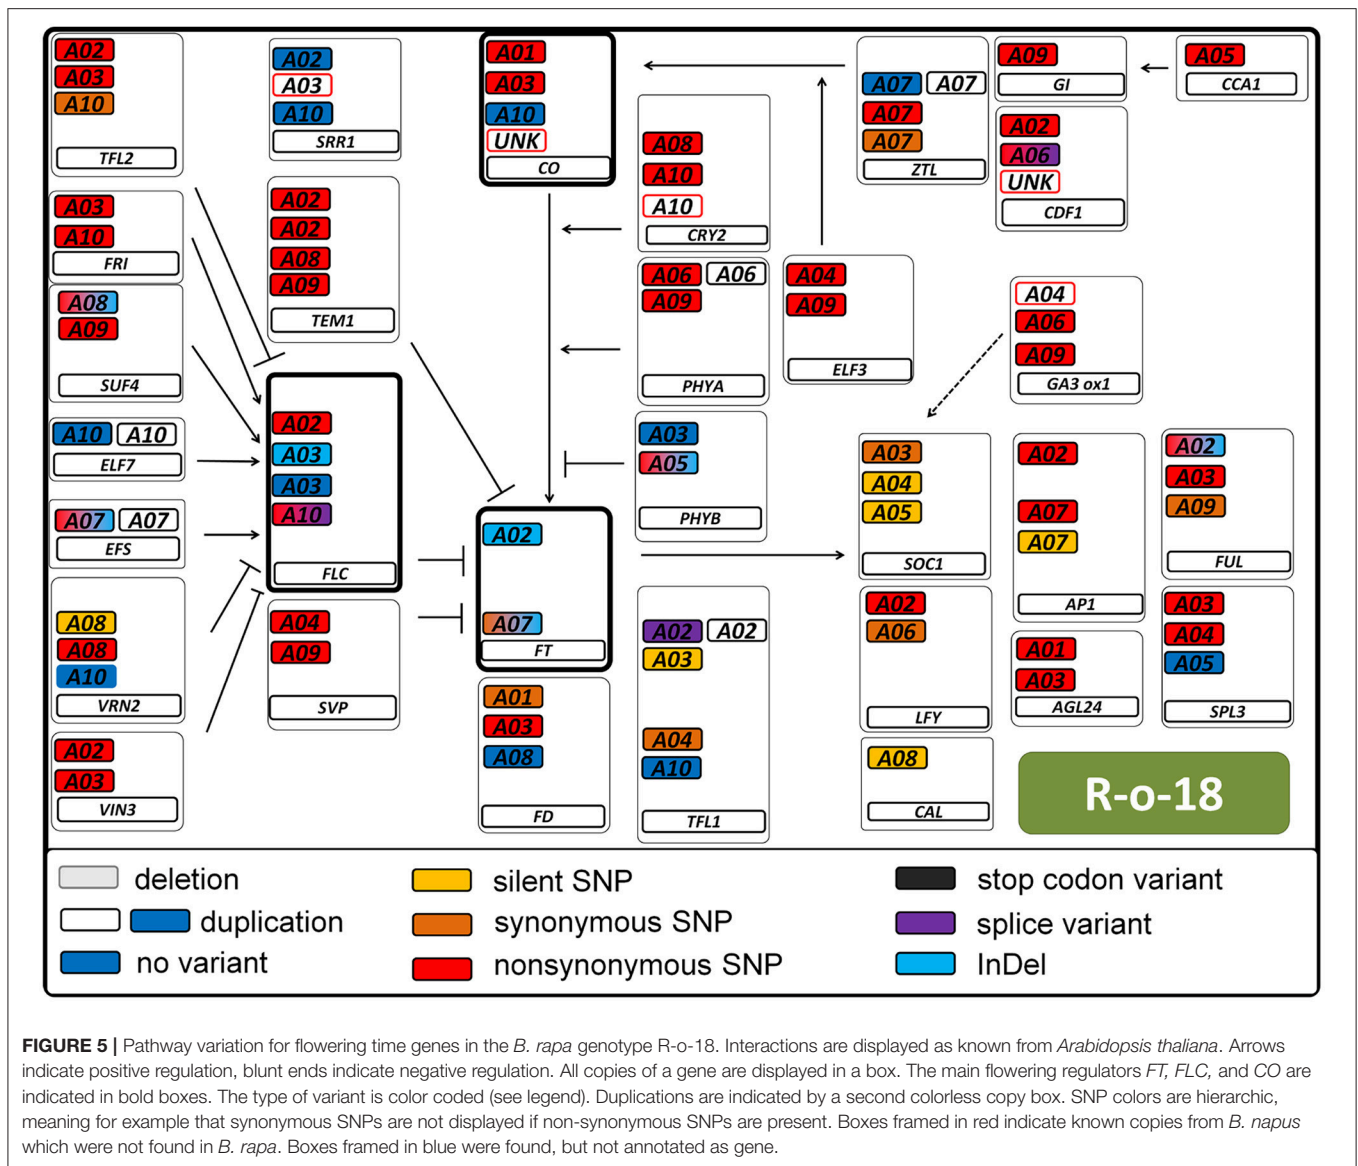 A02
A03
A10
TFL2
A03
A10
FRI
A08
A09
SUF4
A10 A10
ELF7
A07 A07
EFS
A08
A08
A10
VRN2
A02
A03
VIN3
A02
A03
A10
SRR1
A02
A02
A08
A09
TEM1
A02
A03
A03
A10
FLC
A04
A09
SVP
A01
A03
A10
UNK
CO
A02
A07
FT
A01
A03
A08
FD
A08
A10
A10
CRY2
A06 A06
A09
PHYA
A03
A05
PHYB
A02 A02
A03
A04
A10
TFL1
A04
A09
ELF3
A07 A07
A07
A07
ZTL
A09
GI
A05
CCA1
A02
A06
UNK
CDF1
A04
A06
A09
GA3 ox1
A03
A04
A05
SOC1
A02
A06
LFY
A08
CAL
A02
A07
A07
AP1
A01
A03
AGL24
A02
A03
A09
FUL
A03
A04
A05
SPL3
R-o-18
deletion
duplication
no variant
silent SNP
synonymous SNP
nonsynonymous SNP
stop codon variant
splice variant
InDel
FIGURE 5 | Pathway variation for flowering time genes in the B. rapa genotype R-o-18. Interactions are displayed as known from Arabidopsis thaliana. Arrows
indicate positive regulation, blunt ends indicate negative regulation. All copies of a gene are displayed in a box. The main flowering regulators FT, FLC, and CO are
indicated in bold boxes. The type of variant is color coded (see legend). Duplications are indicated by a second colorless copy box. SNP colors are hierarchic,
meaning for example that synonymous SNPs are not displayed if non-synonymous SNPs are present. Boxes framed in red indicate known copies from B. napus
which were not found in B. rapa. Boxes framed in blue were found, but not annotated as gene.